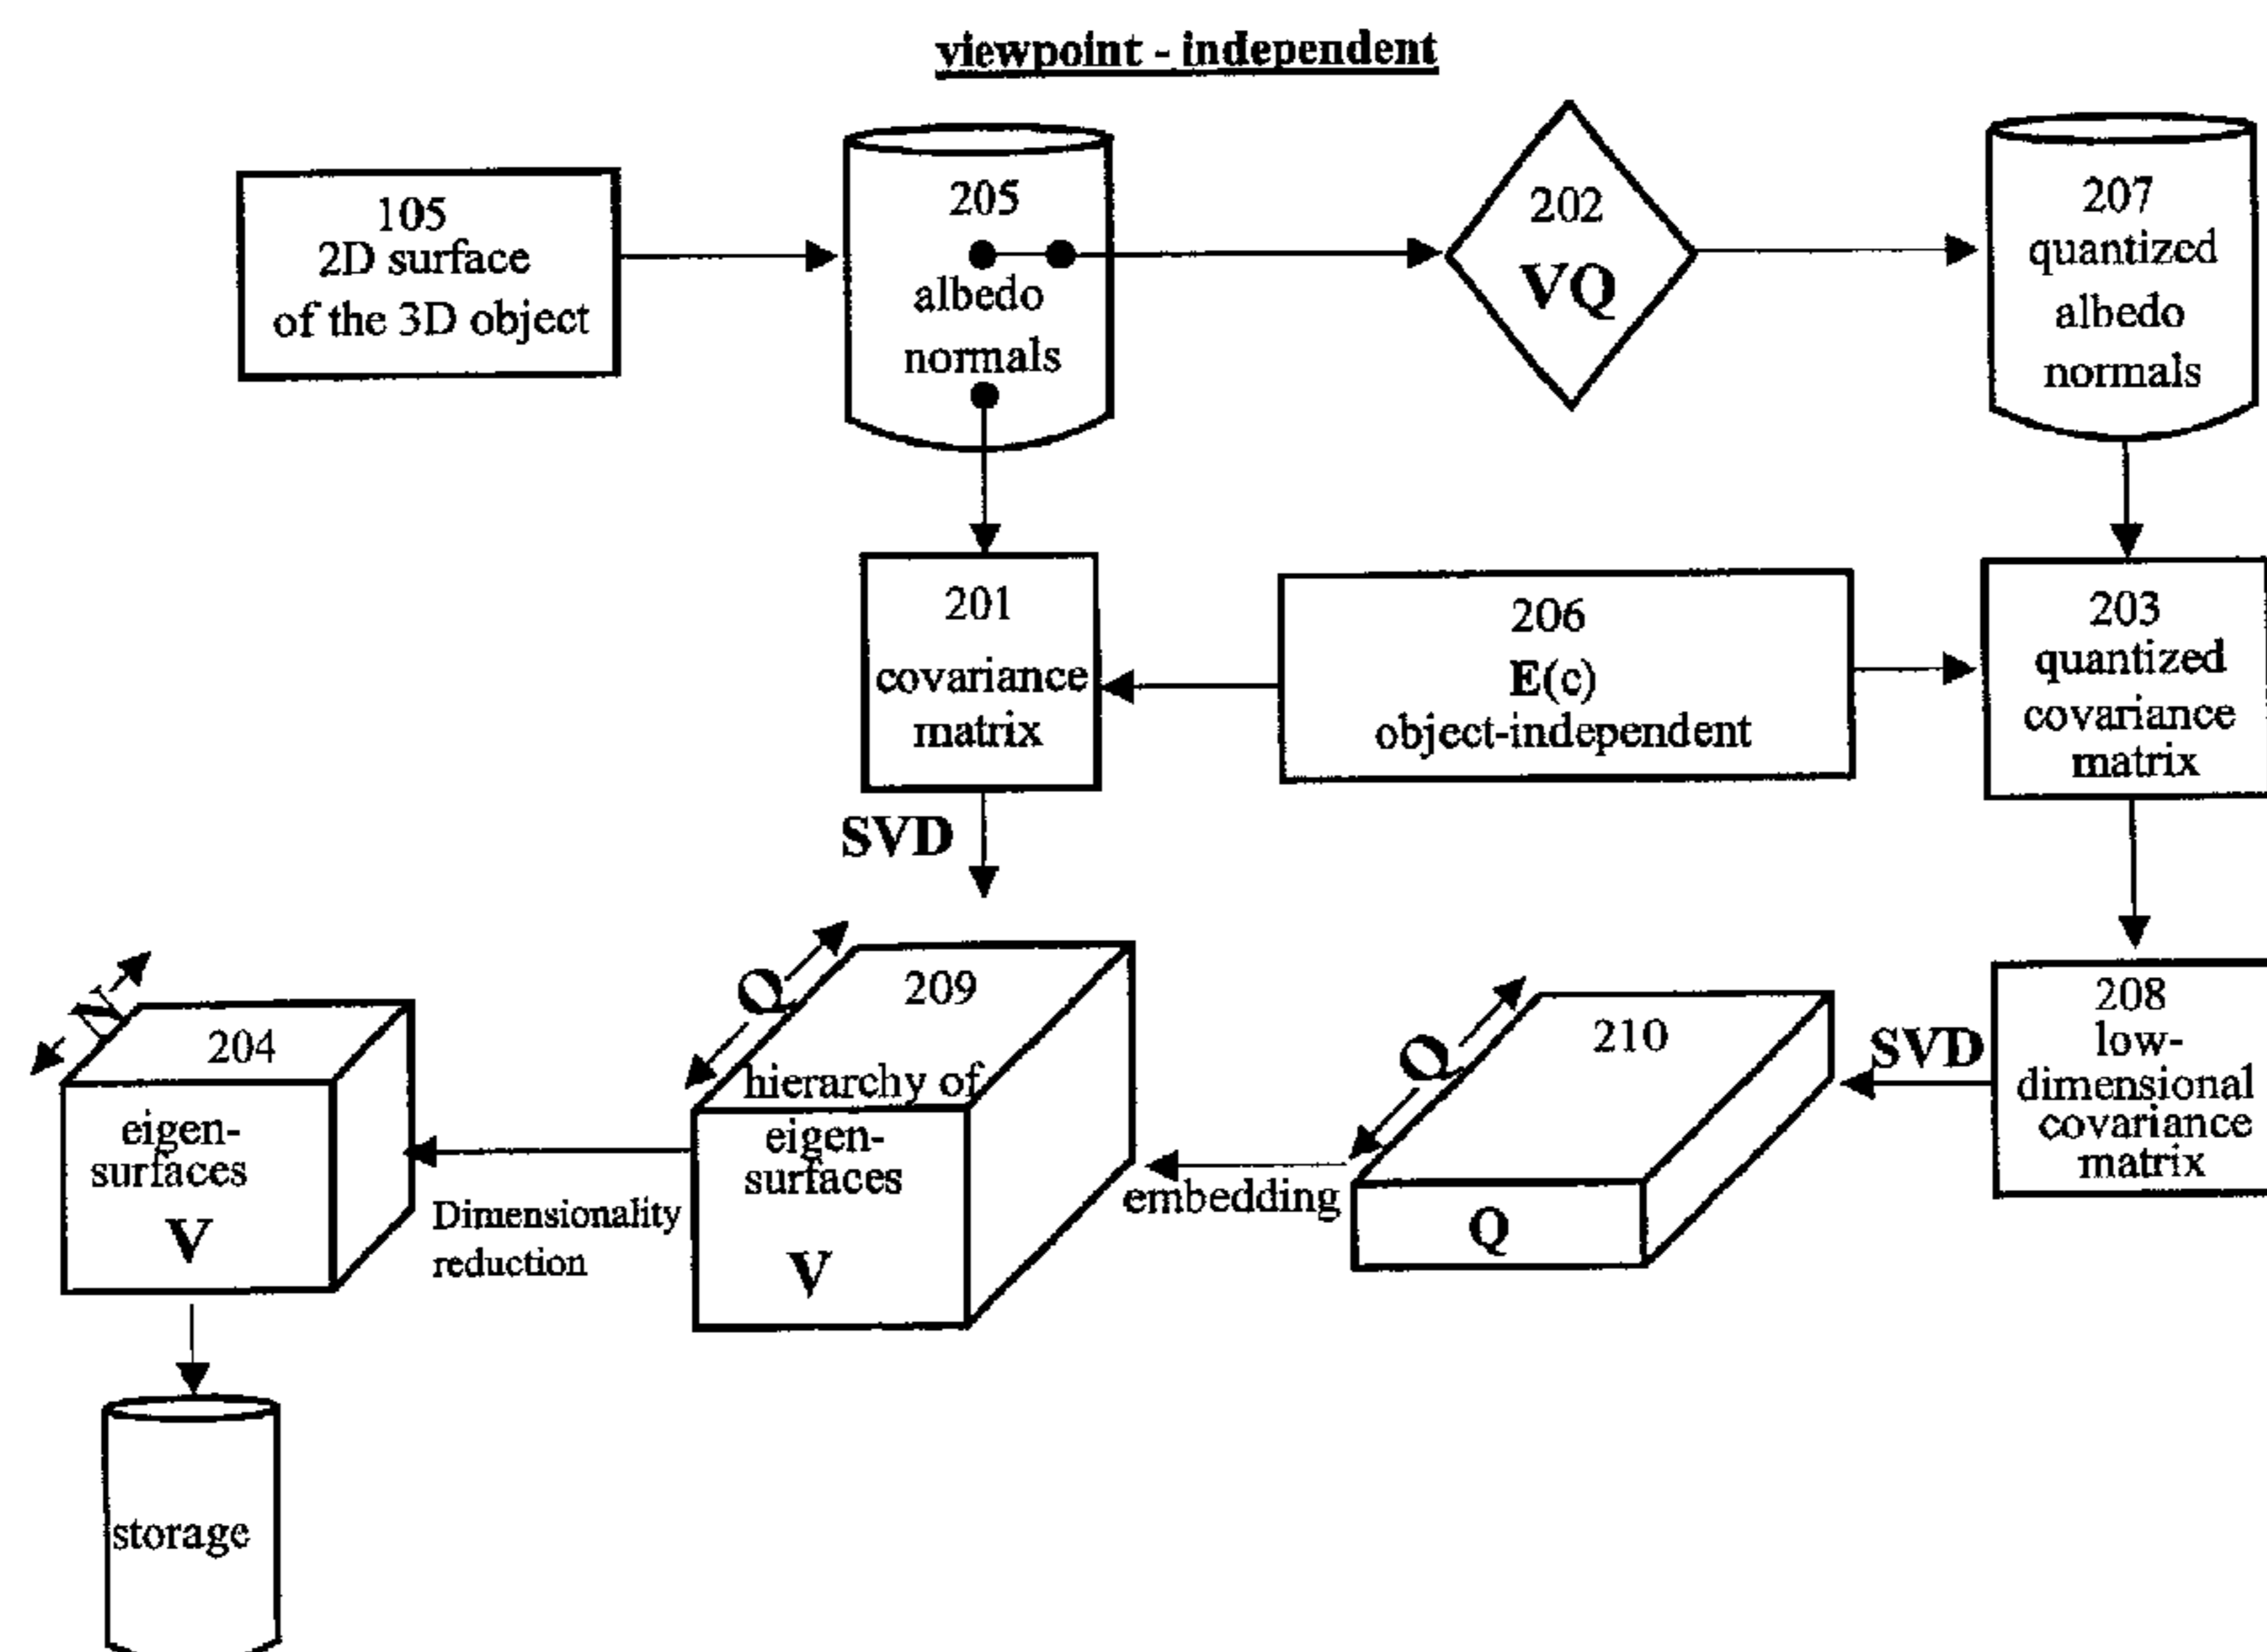 viewpoint - independent
105
2D surface
of the 3D object
205
albedo
normals
202
VQ
207
quantized
albedo
normals
201
covariance
matrix
206
E(c)
object-independent
203
quantized
covariance
matrix
SVD
N
204
eigen-
surfaces
V
Dimensionality
reduction
Q
209
hierarchy of
eigen-
surfaces
V
embedding
Q
210
Q
SVD
208
low-
dimensional
covariance
matrix
storage